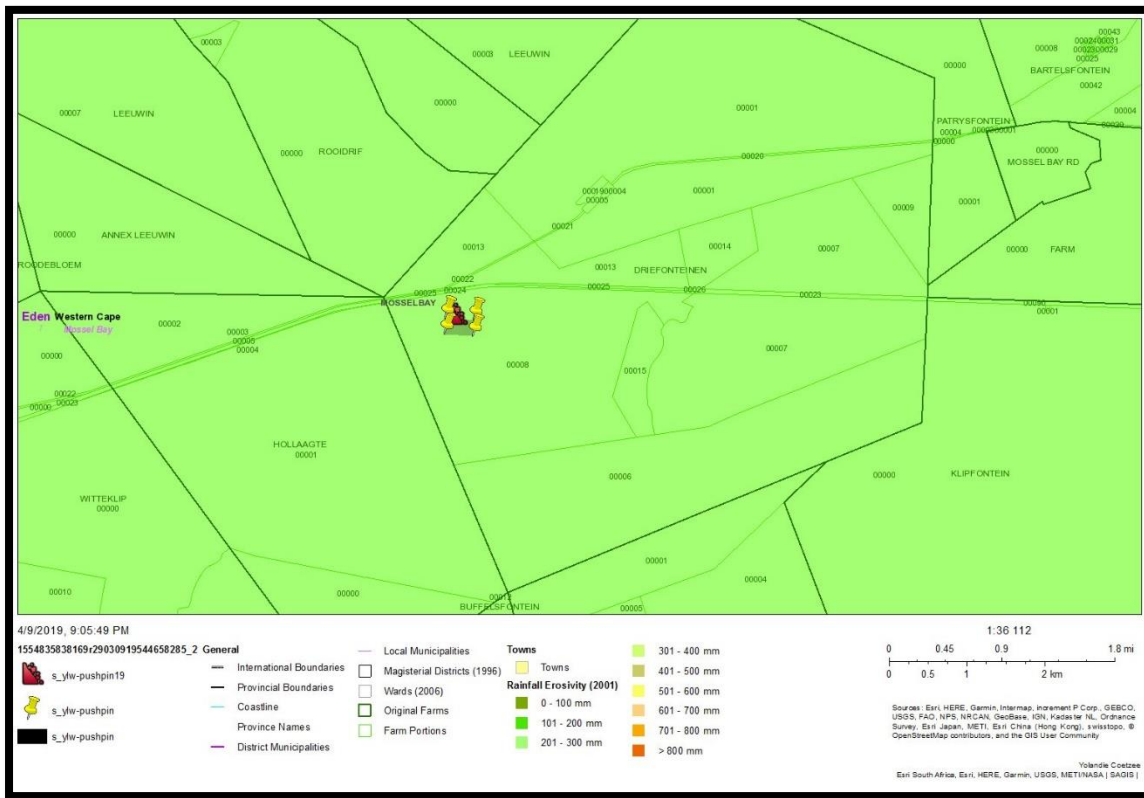 00003
LEEUWIN
00043
0002400031
00008
0002300029
00025
BARTELSFONTEIN
00003
00000
00042
00007
LEEUWIN
00000
00001
00004
PATRYSFONTEIN
00004
00000
00020
00000
ROOIDRIF
00000
MOSSEL BAY RD
00020
00001
00005
00009
00001
00021
00000
ANNEX LEEUWIN
00013
00014
00007
00000
FARM
ROODEBLOEM
00013
DRIEFONTEINEN
00022
00025
00026
00024
00023
MOSSELBAY
00001
Eden Western Cape
Mossel Bay
00002
00003
00004
00000
00008
00007
00015
00022
00000
00023
HOLLAAGTE
00001
00006
00000
KLIPFONTEIN
WITTEKLIP
00000
00001
00004
00010
00000
00012
BUFFELSFONTEIN
00005
4/9/2019, 9:05:49 PM
1554835838169r29030919544658285_2
s_ylw-pushpin19
s_ylw-pushpin
s_ylw-pushpin
General
International Boundaries
Provincial Boundaries
Coastline
Province Names
District Municipalities
Local Municipalities
Magisterial Districts (1996)
Wards (2006)
Original Farms
Farm Portions
Towns
Towns
Rainfall Erosivity (2001)
0 - 100 mm
101 - 200 mm
201 - 300 mm
301 - 400 mm
401 - 500 mm
501 - 600 mm
601 - 700 mm
701 - 800 mm
> 800 mm
1:36 112
0 0.45 0.9 1.8 mi
0 0.5 1 2 km
Sources: Esri, HERE, Garmin, Intermap, increment P Corp., GEBCO,
USGS, FAO, NPS, NRCAN, GeoBase, IGN, Kadaster NL, Ordnance
Survey, Esri Japan, METI, Esri China (Hong Kong), swisstopo, ©
OpenStreetMap contributors, and the GIS User Community
Yolandie Coetzee
Esri South Africa, Esri, HERE, Garmin, USGS, METI/NASA | SAGIS |